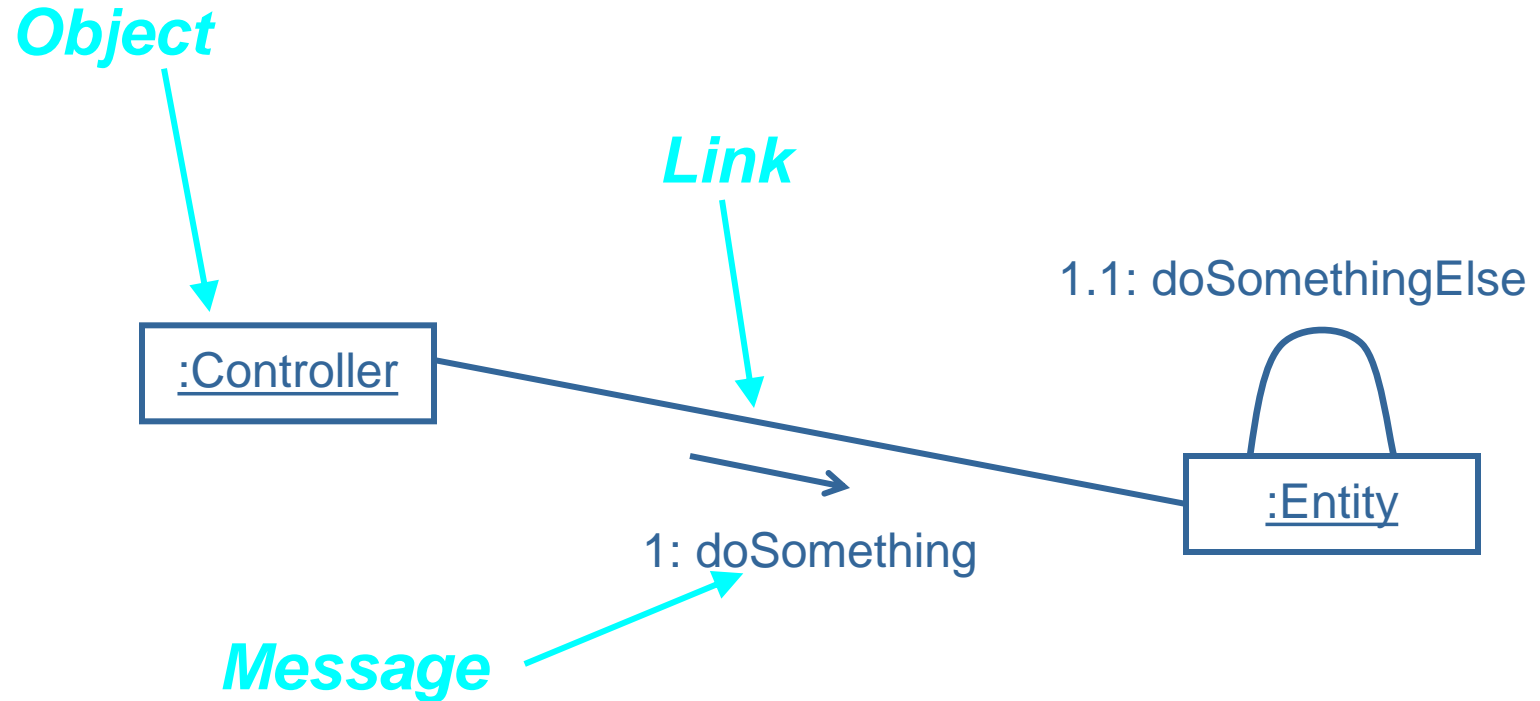 Object
Link
1.1: doSomethingElse
:Controller
:Entity
1: doSomething
Message